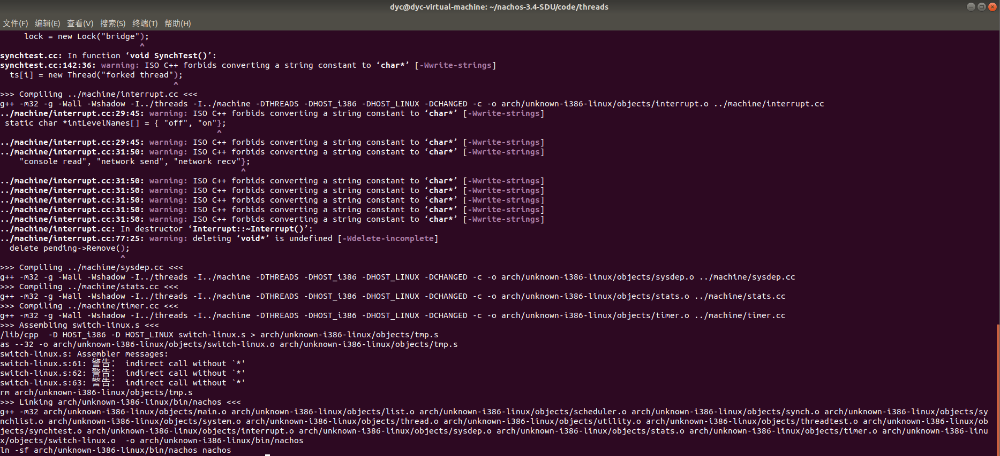 dyc@dyc-virtual-machine: ~/nachos-3.4-SDU/code/threads
文件(F) 编辑(E) 查看(V) 搜索(S) 终端(T) 帮助(H)
     lock = new Lock("bridge");
                             ^
synchtest.cc: In function ‘void SynchTest()’:
synchtest.cc:142:36: warning: ISO C++ forbids converting a string constant to ‘char*’ [-Wwrite-strings]
  ts[i] = new Thread("forked thread");
                                    ^
>>> Compiling ../machine/interrupt.cc <<<
g++ -m32 -g -Wall -Wshadow -I../threads -I../machine -DTHREADS -DHOST_i386 -DHOST_LINUX -DCHANGED -c -o arch/unknown-i386-linux/objects/interrupt.o ../machine/interrupt.cc
../machine/interrupt.cc:29:45: warning: ISO C++ forbids converting a string constant to ‘char*’ [-Wwrite-strings]
 static char *intLevelNames[] = { "off", "on"};
                                             ^
../machine/interrupt.cc:29:45: warning: ISO C++ forbids converting a string constant to ‘char*’ [-Wwrite-strings]
../machine/interrupt.cc:31:50: warning: ISO C++ forbids converting a string constant to ‘char*’ [-Wwrite-strings]
    "console read", "network send", "network recv"};
                                                  ^
../machine/interrupt.cc:31:50: warning: ISO C++ forbids converting a string constant to ‘char*’ [-Wwrite-strings]
../machine/interrupt.cc:31:50: warning: ISO C++ forbids converting a string constant to ‘char*’ [-Wwrite-strings]
../machine/interrupt.cc:31:50: warning: ISO C++ forbids converting a string constant to ‘char*’ [-Wwrite-strings]
../machine/interrupt.cc:31:50: warning: ISO C++ forbids converting a string constant to ‘char*’ [-Wwrite-strings]
../machine/interrupt.cc:31:50: warning: ISO C++ forbids converting a string constant to ‘char*’ [-Wwrite-strings]
../machine/interrupt.cc: In destructor ‘Interrupt::~Interrupt()’:
../machine/interrupt.cc:77:25: warning: deleting ‘void*’ is undefined [-Wdelete-incomplete]
  delete pending->Remove();
                         ^
>>> Compiling ../machine/sysdep.cc <<<
g++ -m32 -g -Wall -Wshadow -I../threads -I../machine -DTHREADS -DHOST_i386 -DHOST_LINUX -DCHANGED -c -o arch/unknown-i386-linux/objects/sysdep.o ../machine/sysdep.cc
>>> Compiling ../machine/stats.cc <<<
g++ -m32 -g -Wall -Wshadow -I../threads -I../machine -DTHREADS -DHOST_i386 -DHOST_LINUX -DCHANGED -c -o arch/unknown-i386-linux/objects/stats.o ../machine/stats.cc
>>> Compiling ../machine/timer.cc <<<
g++ -m32 -g -Wall -Wshadow -I../threads -I../machine -DTHREADS -DHOST_i386 -DHOST_LINUX -DCHANGED -c -o arch/unknown-i386-linux/objects/timer.o ../machine/timer.cc
>>> Assembling switch-linux.s <<<
/lib/cpp  -D HOST_i386 -D HOST_LINUX switch-linux.s > arch/unknown-i386-linux/objects/tmp.s
as --32 -o arch/unknown-i386-linux/objects/switch-linux.o arch/unknown-i386-linux/objects/tmp.s
switch-linux.s: Assembler messages:
switch-linux.s:61: 警告： indirect call without `*'
switch-linux.s:62: 警告： indirect call without `*'
switch-linux.s:63: 警告： indirect call without `*'
rm arch/unknown-i386-linux/objects/tmp.s
>>> Linking arch/unknown-i386-linux/bin/nachos <<<
g++ -m32 arch/unknown-i386-linux/objects/main.o arch/unknown-i386-linux/objects/list.o arch/unknown-i386-linux/objects/scheduler.o arch/unknown-i386-linux/objects/synch.o arch/unknown-i386-linux/objects/sy
nchlist.o arch/unknown-i386-linux/objects/system.o arch/unknown-i386-linux/objects/thread.o arch/unknown-i386-linux/objects/utility.o arch/unknown-i386-linux/objects/threadtest.o arch/unknown-i386-linux/ob
jects/synchtest.o arch/unknown-i386-linux/objects/interrupt.o arch/unknown-i386-linux/objects/sysdep.o arch/unknown-i386-linux/objects/stats.o arch/unknown-i386-linux/objects/timer.o arch/unknown-i386-linu
x/objects/switch-linux.o  -o arch/unknown-i386-linux/bin/nachos
ln -sf arch/unknown-i386-linux/bin/nachos nachos